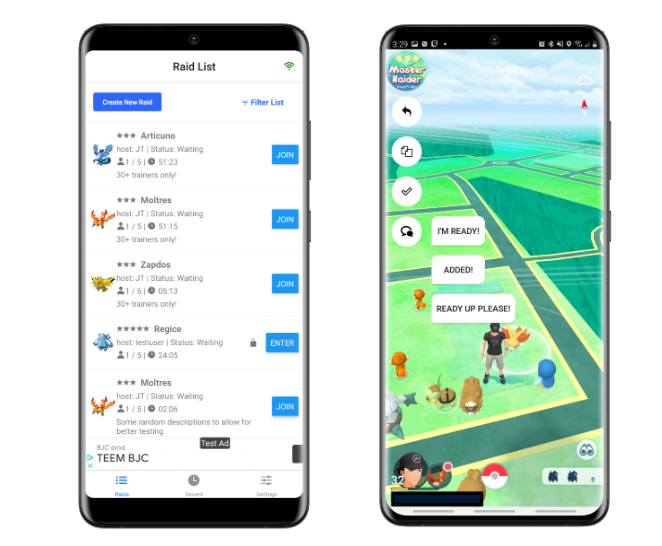 Raid List
Create New Raid
Filter List
★★★ Articuno
host: JT | Status: Waiting
1 / 5 | 51:23
30+ trainers only!
JOIN
★★★ Moltres
host: JT | Status: Waiting
1 / 5 | 51:15
30+ trainers only!
JOIN
★★★ Zapdos
host: JT | Status: Waiting
1 / 5 | 05:13
30+ trainers only!
JOIN
★★★★★ Regice
host: testuser | Status: Waiting
1 / 5 | 24:05
ENTER
★★★ Moltres
host: JT | Status: Waiting
1 / 5 | 02:06
Some random descriptions to allow for
better testing
JOIN
Test Ad
BJC prod
TEEM BJC
Raids
Recent
Settings
3:29
Master
Raider
I'M READY!
ADDED!
READY UP PLEASE!
32